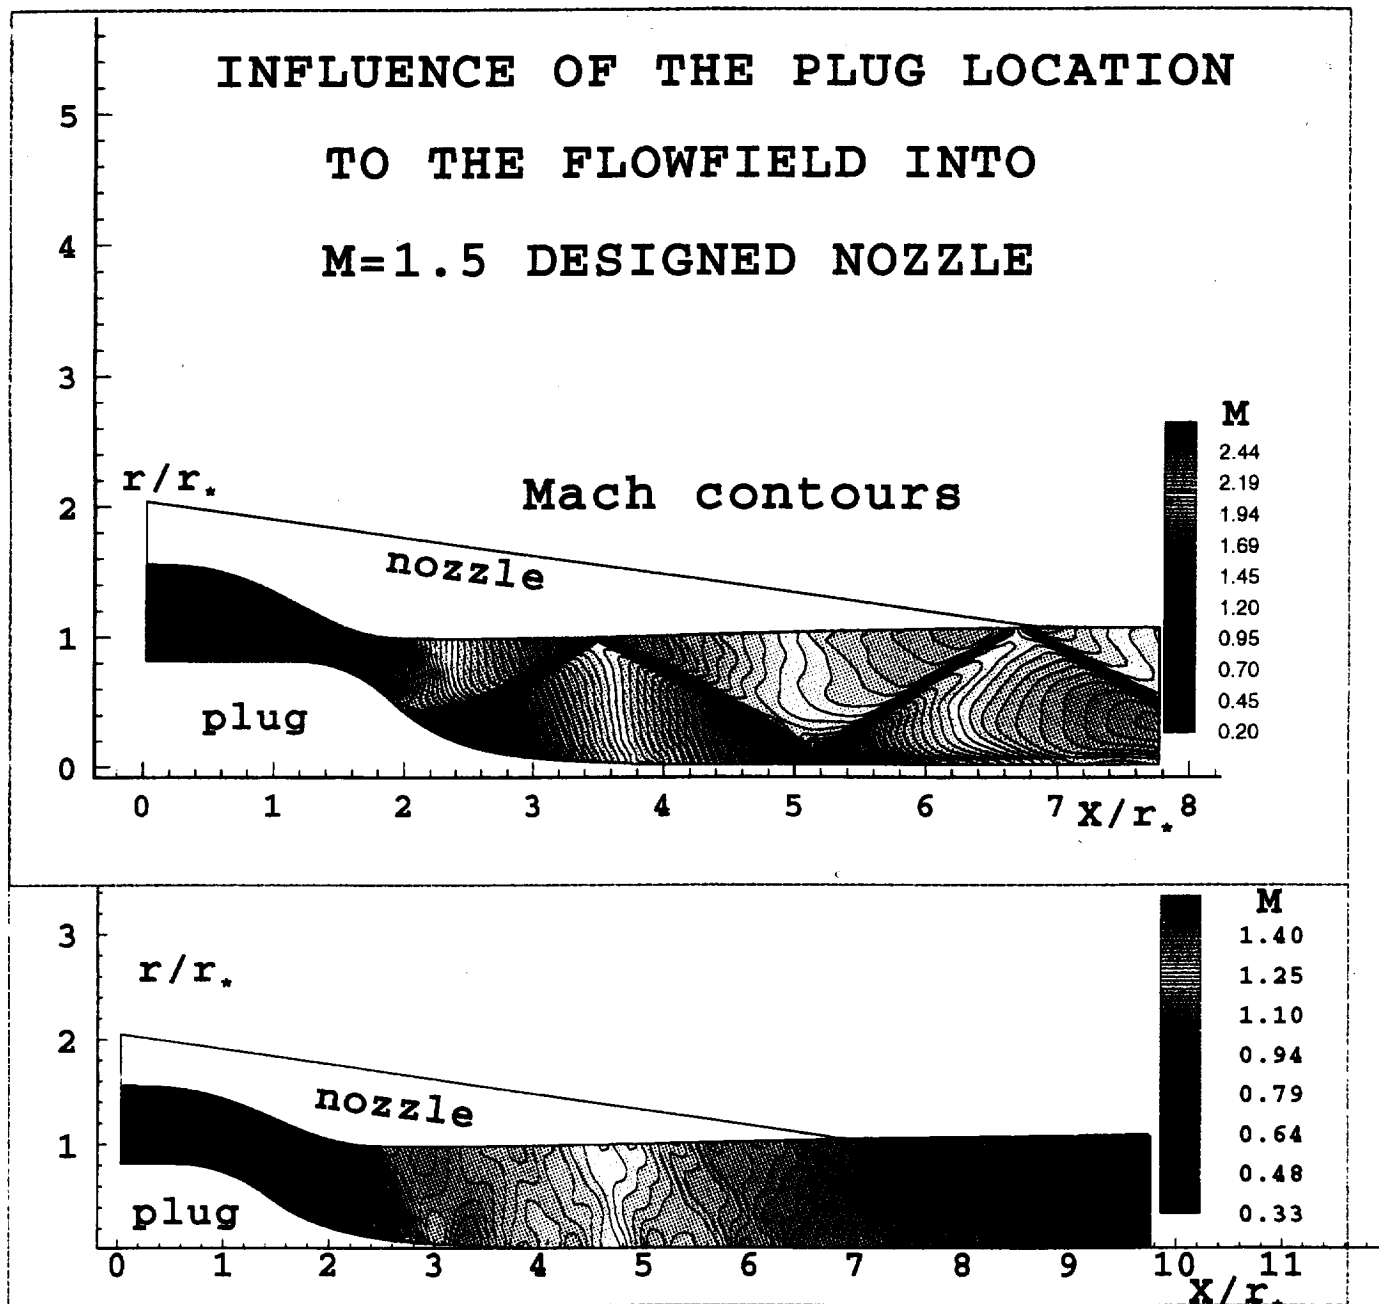 INFLUENCE OF THE PLUG LOCATION
TO THE FLOWFIELD INTO
M=1.5 DESIGNED NOZZLE
5
4
3
2
1
0
r/r*
Mach contours
nozzle
plug
M
2.44
2.19
1.94
1.69
1.45
1.20
0.95
0.70
0.45
0.20
0 1 2 3 4 5 6 7 8
X/r*
3
2
1
r/r*
nozzle
plug
M
1.40
1.25
1.10
0.94
0.79
0.64
0.48
0.33
0 1 2 3 4 5 6 7 8 9 10 11
X/r*